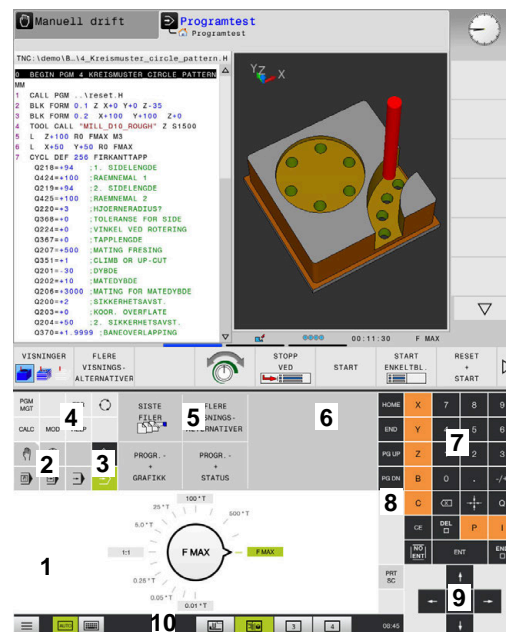 Manuell drift
Programtest
Programtest
TNC:\demo\B…\4_Kreismuster_circle_pattern.H
0 BEGIN PGM 4_KREISMUSTER_CIRCLE_PATTERN
MM
1 CALL PGM ..\reset.H
2 BLK FORM 0.1 Z X+0 Y+0 Z-35
3 BLK FORM 0.2 X+100 Y+100 Z+0
4 TOOL CALL "MILL_D10_ROUGH" Z S1500
5 L Z+100 R0 FMAX M3
6 L X+50 Y+50 R0 FMAX
7 CYCL DEF 256 FIRKANTTAPP
Q218=+94 ;1. SIDELENGDE
Q424=+100 ;RAEMNEMAL 1
Q219=+94 ;2. SIDELENGDE
Q425=+100 ;RAEMNEMAL 2
Q220=+3 ;HJOERNERADIUS?
Q368=+0 ;TOLERANSE FOR SIDE
Q224=+0 ;VINKEL VED ROTERING
Q367=+0 ;TAPPLENGDE
Q207=+500 ;MATING FRESING
Q351=+1 ;CLIMB OR UP-CUT
Q201=-30 ;DYBDE
Q202=+10 ;MATEDYBDE
Q206=+3000 ;MATING FOR MATEDYBDE
Q200=+2 ;SIKKERHETSAVST.
Q203=+0 ;KOOR. OVERFLATE
Q204=+50 ;2. SIKKERHETSAVST.
Q370=+1.9999 ;BANEOVERLAPPING
Y Z X
00:11:30 F MAX
VISNINGER
FLERE
VISNINGS-
ALTERNATIVER
STOPP
VED
START
START
ENKELTBL.
RESET
+
START
PGM
MGT
4
CALC MOD
SISTE
FILER
5
FLERE
VISNINGS-
ALTERNATIVER
6
2 3
PROGR.-
+
GRAFIKK
PROGR.-
+
STATUS
HOME X 7 8 9
END Y 5 6
7
PG UP Z 2 3
PG DN B 0 . -/+
8
C Q
CE DEL P I
NO
ENT
ENT
END
PRT
SC
9
1
100°T
25°T
500°T
5.0°T
1:1
F MAX
F MAX
0.25°T
0.05°T
0.01°T
AUTO
10
3 4
08:45